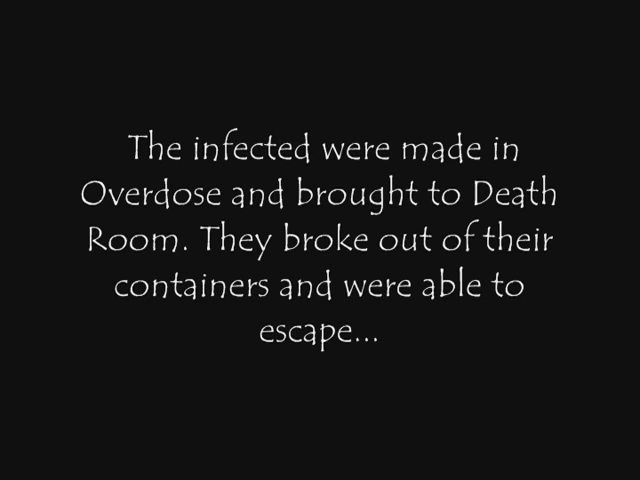 The infected were made in
Overdose and brought to Death
Room. They broke out of their
containers and were able to
escape...